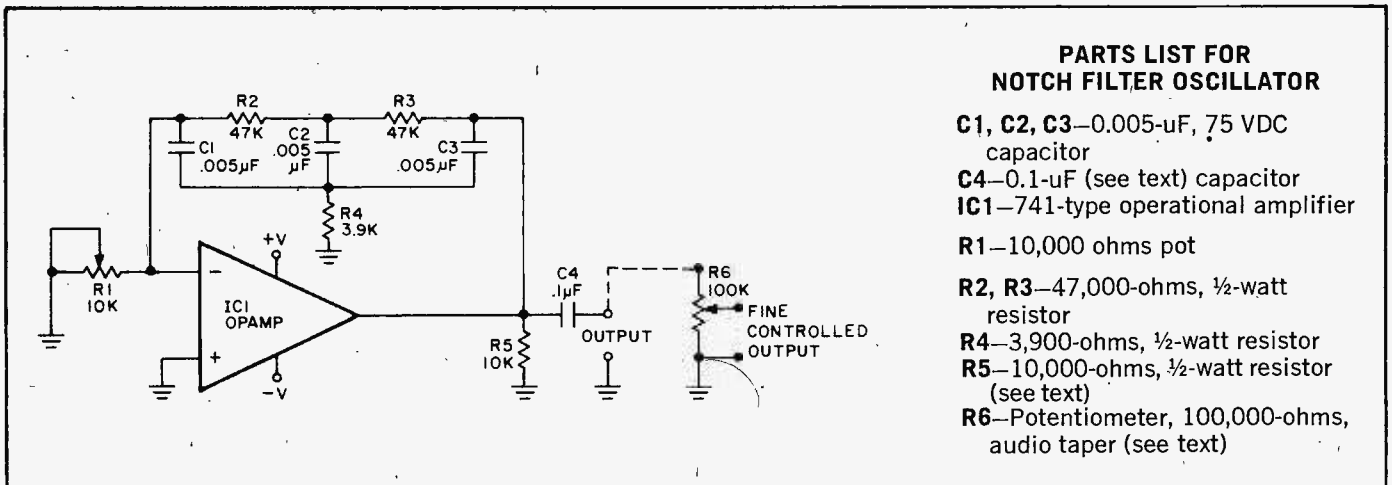 R2
47K
R3
47K
C1
.005µF
C2
.005
µF
C3
.005µF
R4
3.9K
+V
R1
10K
−
IC1
OPAMP
+
−V
C4
.1µF
R5
10K
OUTPUT
R6
100K
FINE
CONTROLLED
OUTPUT
PARTS LIST FOR
NOTCH FILTER OSCILLATOR
C1, C2, C3—0.005-uF, 75 VDC
capacitor
C4—0.1-uF (see text) capacitor
IC1—741-type operational amplifier
R1—10,000 ohms pot
R2, R3—47,000-ohms, ½-watt
resistor
R4—3,900-ohms, ½-watt resistor
R5—10,000-ohms, ½-watt resistor
(see text)
R6—Potentiometer, 100,000-ohms,
audio taper (see text)